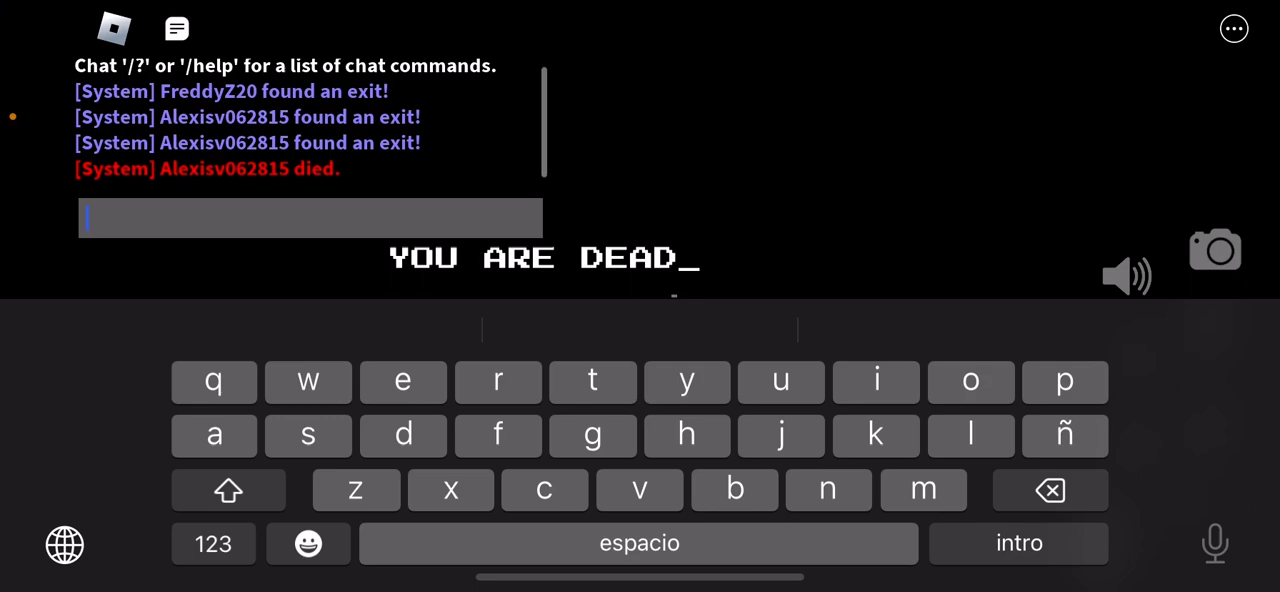 Chat '/?' or '/help' for a list of chat commands.
[System] FreddyZ20 found an exit!
[System] Alexisv062815 found an exit!
[System] Alexisv062815 found an exit!
[System] Alexisv062815 died.
YOU ARE DEAD_
q w e r t y u i o p
a s d f g h j k l ñ
z x c v b n m
123 espacio intro